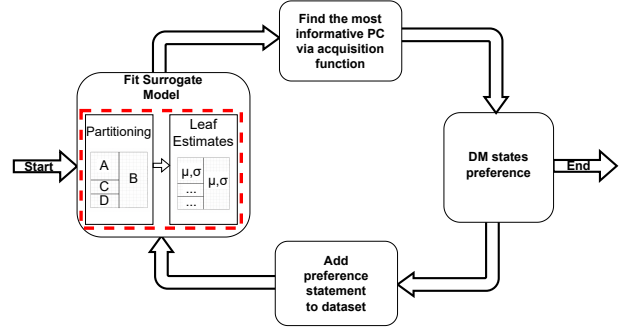 Find the most
informative PC
via acquisition
function
Fit Surrogate
Model
Partitioning
A
B
C
D
Leaf
Estimates
μ,σ
...
...
μ,σ
Start
DM states
preference
End
Add
preference
statement
to dataset